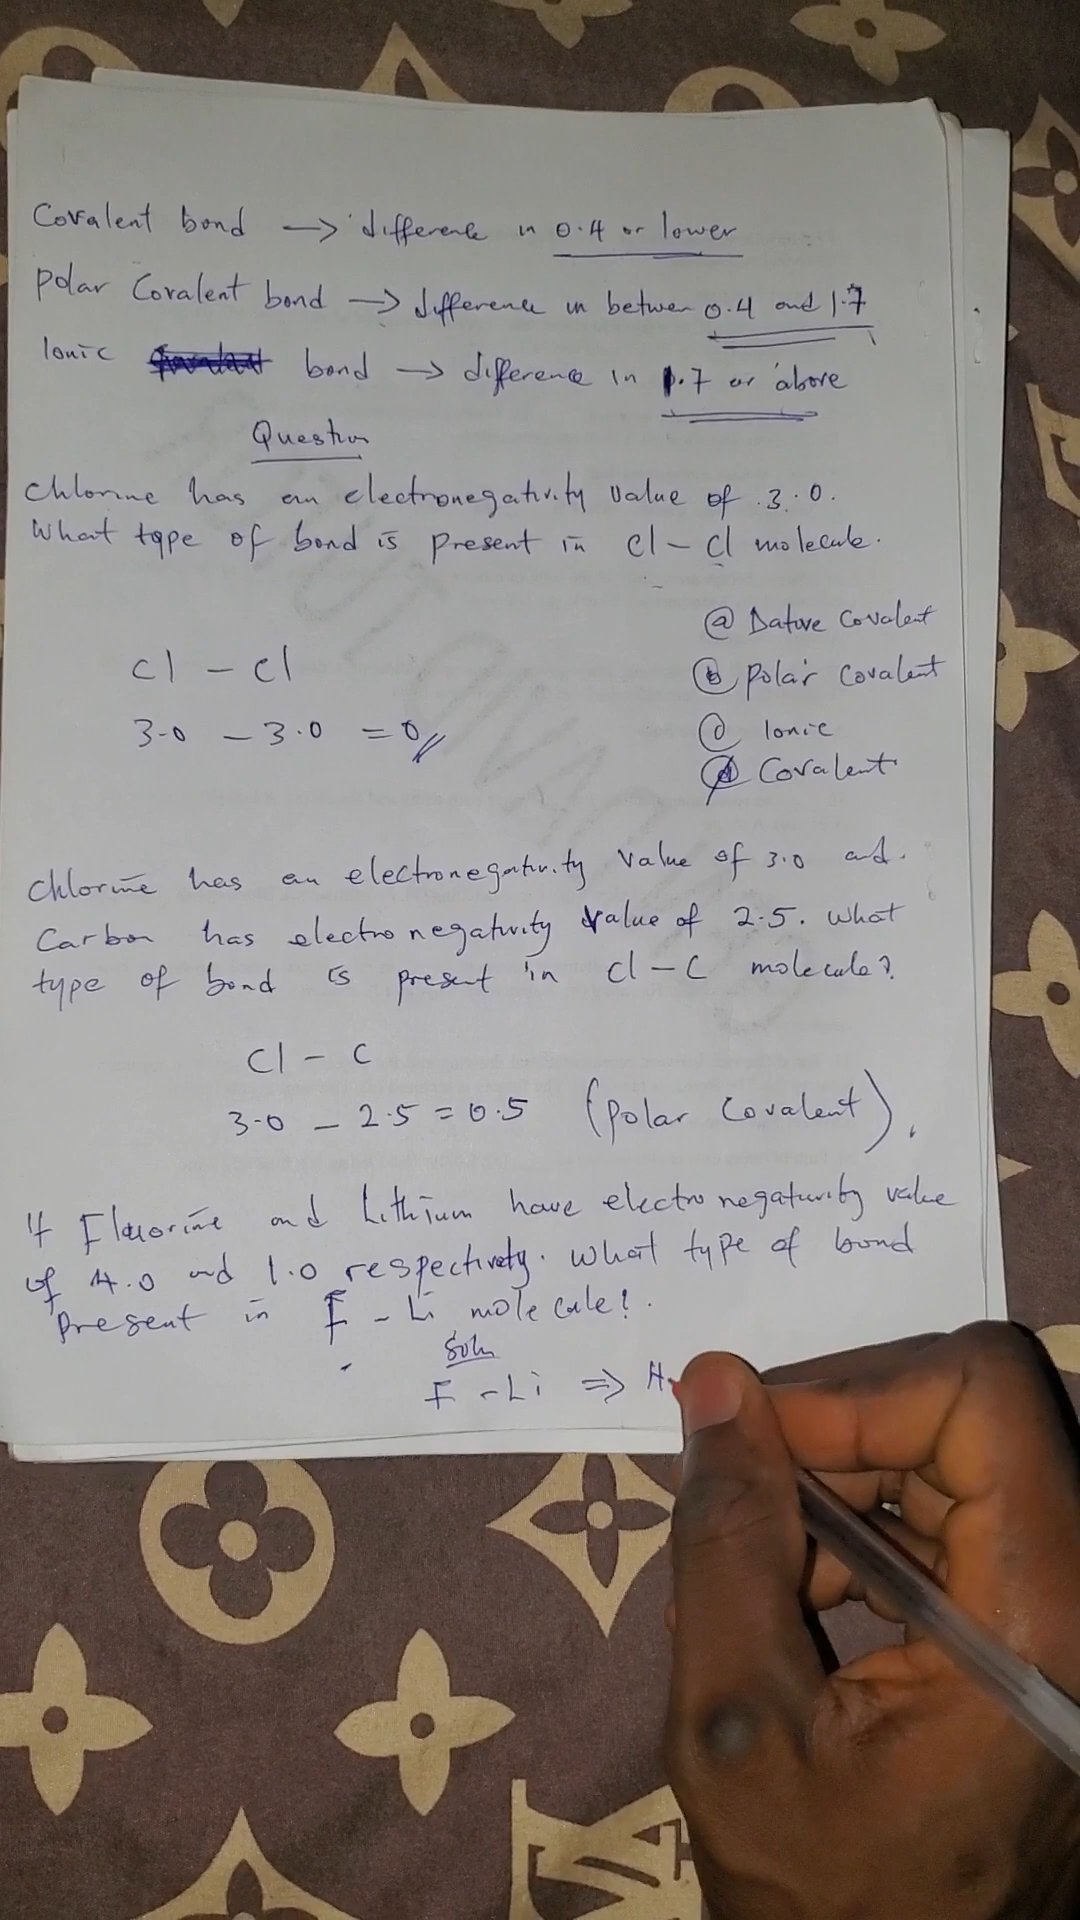 Covalent bond → difference in 0.4 or lower
Polar Covalent bond → difference in between 0.4 and 1.7
Ionic bond → difference in 1.7 or above
Question
Chlorine has an electronegativity value of 3.0.
What type of bond is present in Cl - Cl molecule.
@ Dative Covalent
Cl - Cl
ⓑ Polar Covalent
3.0 - 3.0 = 0//
ⓒ Ionic
ⓓ Covalent
Chlorine has an electronegativity value of 3.0 and
Carbon has electronegativity value of 2.5. What
type of bond is present in Cl - C molecule?
Cl - C
3.0 - 2.5 = 0.5 (Polar Covalent).
If Fluorine and Lithium have electronegativity value
of 4.0 and 1.0 respectively. What type of bond
present in F - Li molecule?.
Soln
F - Li ⇒ 4.